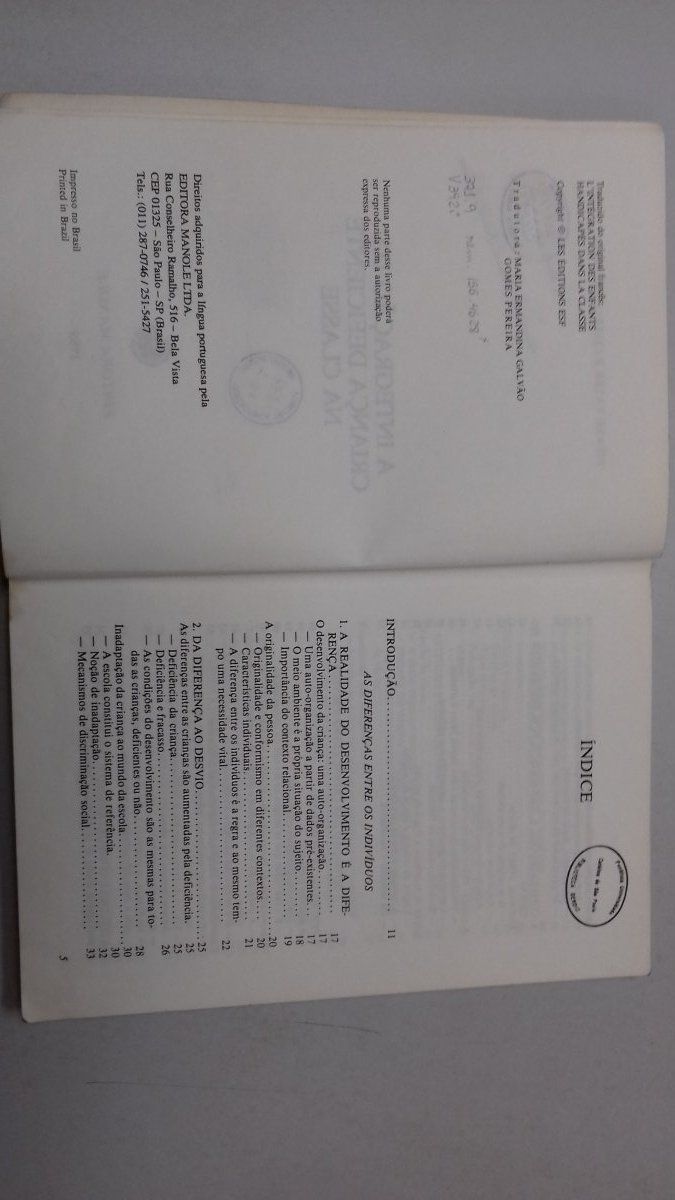 Traduzido do original francês:
L'INTÉGRATION DES ENFANTS
HANDICAPÉS DANS LA CLASSE
Copyright © LES ÉDITIONS ESF
Tradutora: MARIA ERMANDINA GALVÃO
GOMES PEREIRA
Nenhuma parte desse livro poderá
ser reproduzida sem a autorização
expressa dos editores.
Direitos adquiridos para a língua portuguesa pela
EDITORA MANOLE LTDA.
Rua Conselheiro Ramalho, 516 – Bela Vista
CEP 01325 – São Paulo – SP (Brasil)
Tels.: (011) 287-0746 / 251-5427
Impresso no Brasil
Printed in Brazil
ÍNDICE
Católica de São Paulo
INTRODUÇÃO 11
AS DIFERENÇAS ENTRE OS INDIVÍDUOS
1. A REALIDADE DO DESENVOLVIMENTO É A DIFE-
RENÇA 17
O desenvolvimento da criança: uma auto-organização 17
— Uma auto-organização a partir de dados pré-existentes 17
— O meio ambiente é a própria situação do sujeito 18
— Importância do contexto relacional 19
A originalidade da pessoa 20
— Originalidade e conformismo em diferentes contextos 20
— Características individuais 21
— A diferença entre os indivíduos é a regra e ao mesmo tem-
po uma necessidade vital 22
2. DA DIFERENÇA AO DESVIO 25
As diferenças entre as crianças são aumentadas pela deficiência. 25
— Deficiência da criança 25
— Deficiência e fracasso 26
— As condições do desenvolvimento são as mesmas para to-
das as crianças, deficientes ou não 28
Inadaptação da criança ao mundo da escola 30
— A escola constitui o sistema de referência. 30
— Noção de inadaptação 32
— Mecanismos de discriminação social 33
5